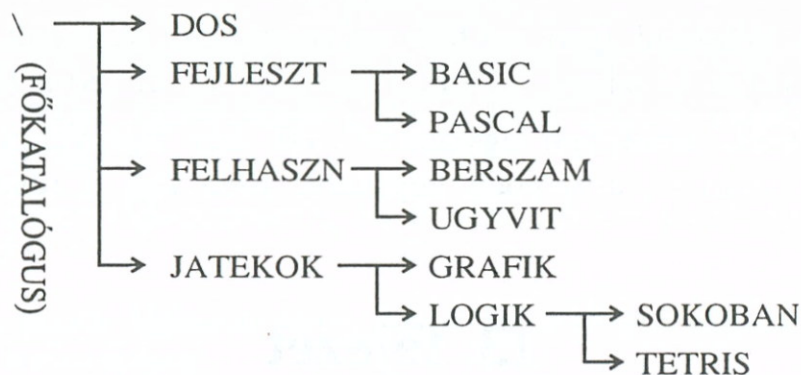 \ DOS
(FŐKATALÓGUS)
FEJLESZT BASIC
PASCAL
FELHASZN BERSZAM
UGYVIT
JATEKOK GRAFIK
LOGIK SOKOBAN
TETRIS